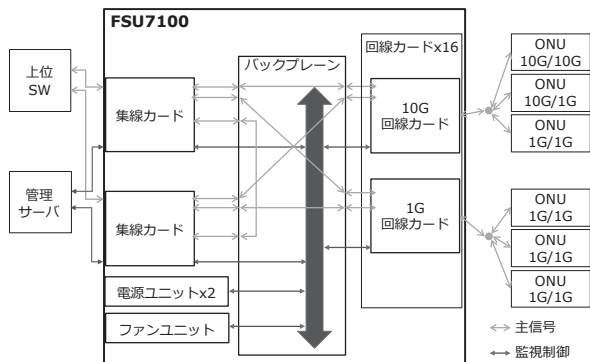 FSU7100
上位
SW
管理
サーバ
集線カード
集線カード
電源ユニットx2
ファンユニット
バックプレーン
回線カードx16
10G
回線カード
1G
回線カード
ONU
10G/10G
ONU
10G/1G
ONU
1G/1G
ONU
1G/1G
ONU
1G/1G
ONU
1G/1G
主信号
監視制御